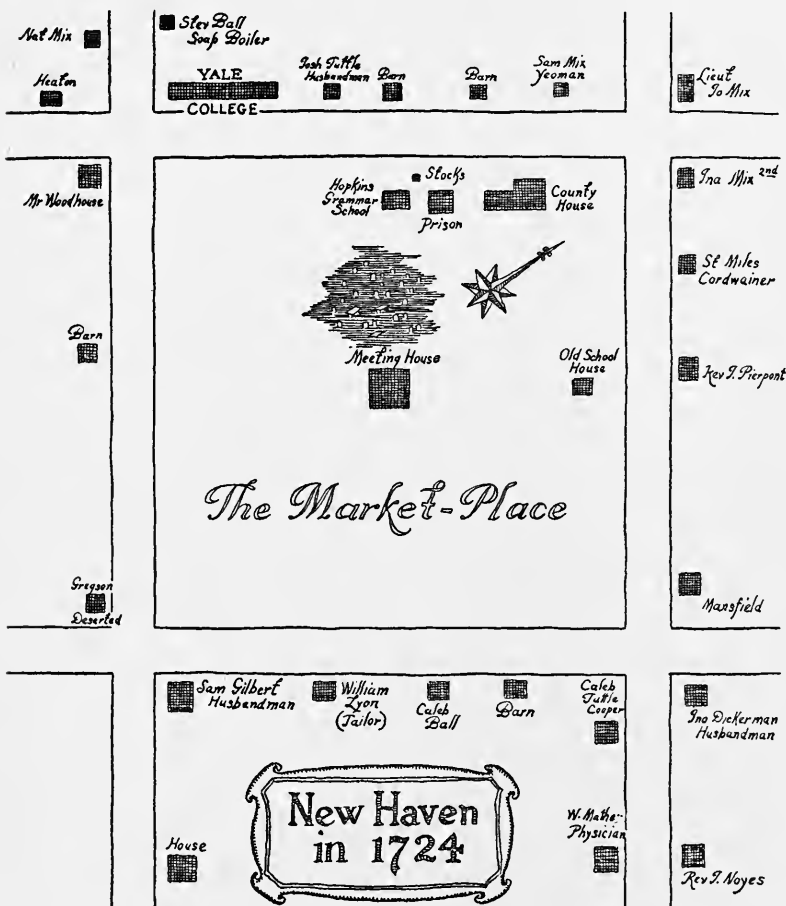 Nat Mix
Heaton
Stev Ball
Soap Boiler
YALE
COLLEGE
Josh Tuttle
Husbandman
Barn
Barn
Sam Mix
Yeoman
Lieut
Jo Mix
Mr Woodhouse
Barn
Gregson
Deserted
Stocks
Hopkins
Grammar
School
Prison
County
House
Meeting House
Old School
House
The Market-Place
Jna Mix 2nd
St Miles
Cordwainer
Rev J. Pierpont
Mansfield
Sam Gilbert
Husbandman
William
Lyon
(Tailor)
Caleb
Ball
Barn
Caleb
Tuttle
Cooper
Jno Dickerman
Husbandman
New Haven
in 1724
House
W. Mather
Physician
Rev J. Noyes